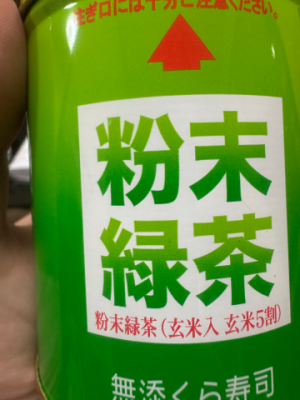 注ぎ口には十分ご注意ください。
粉末
緑茶
粉末緑茶(玄米入 玄米5割)
無添くら寿司